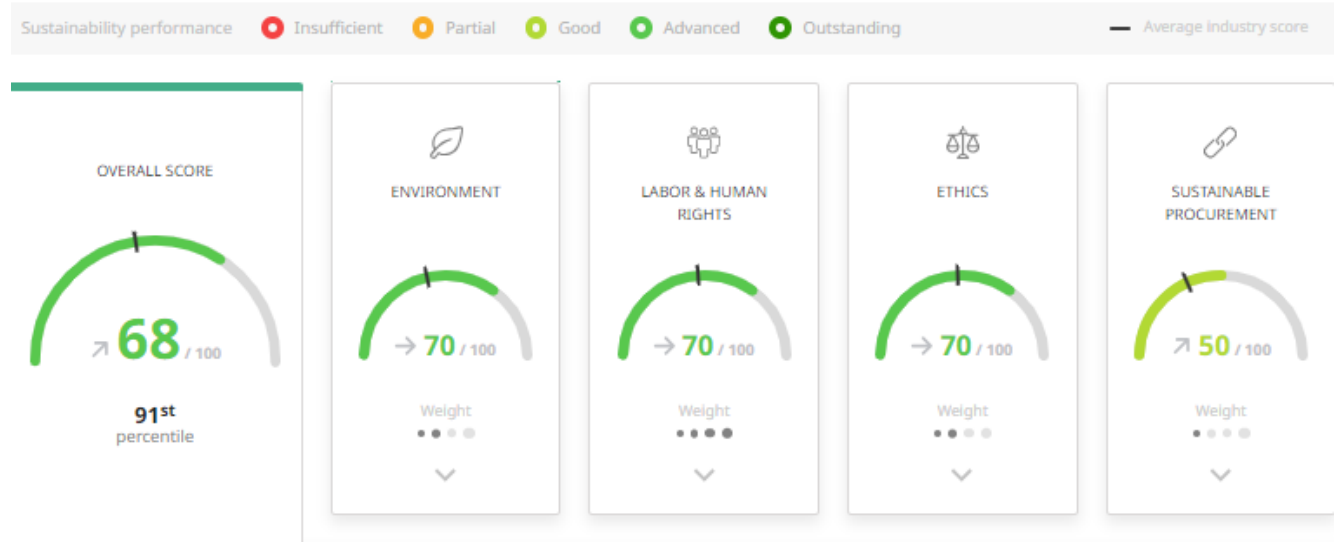 Sustainability performance Insufficient Partial Good Advanced Outstanding Average industry score
OVERALL SCORE
68 / 100
91st
percentile
ENVIRONMENT
70 / 100
Weight
LABOR & HUMAN
RIGHTS
70 / 100
Weight
ETHICS
70 / 100
Weight
SUSTAINABLE
PROCUREMENT
50 / 100
Weight